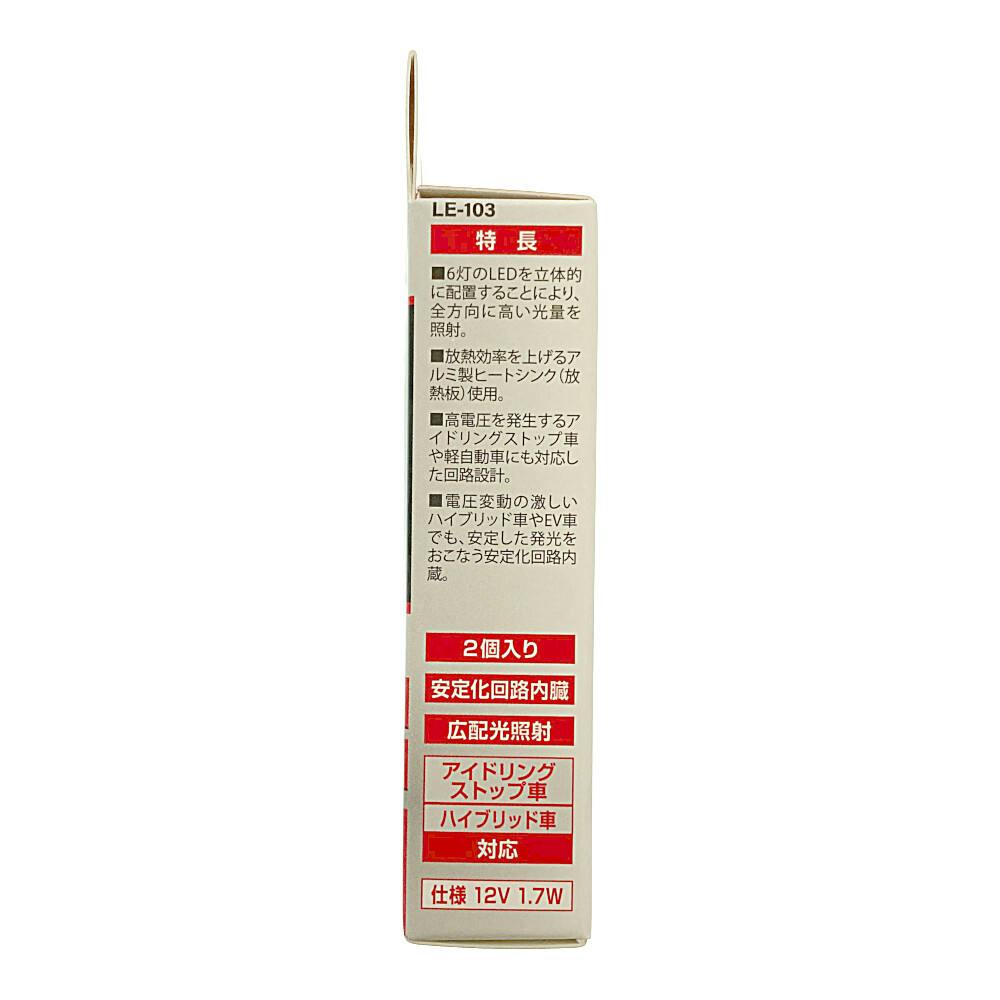 LE-103
特 長
■6灯のLEDを立体的
に配置することにより、
全方向に高い光量を
照射。
■放熱効率を上げるア
ルミ製ヒートシンク(放
熱板)使用。
■高電圧を発生するア
イドリングストップ車
や軽自動車にも対応し
た回路設計。
■電圧変動の激しい
ハイブリッド車やEV車
でも、安定した発光を
おこなう安定化回路内
蔵。
2個入り
安定化回路内臓
広配光照射
アイドリング
ストップ車
ハイブリッド車
対応
仕様 12V 1.7W